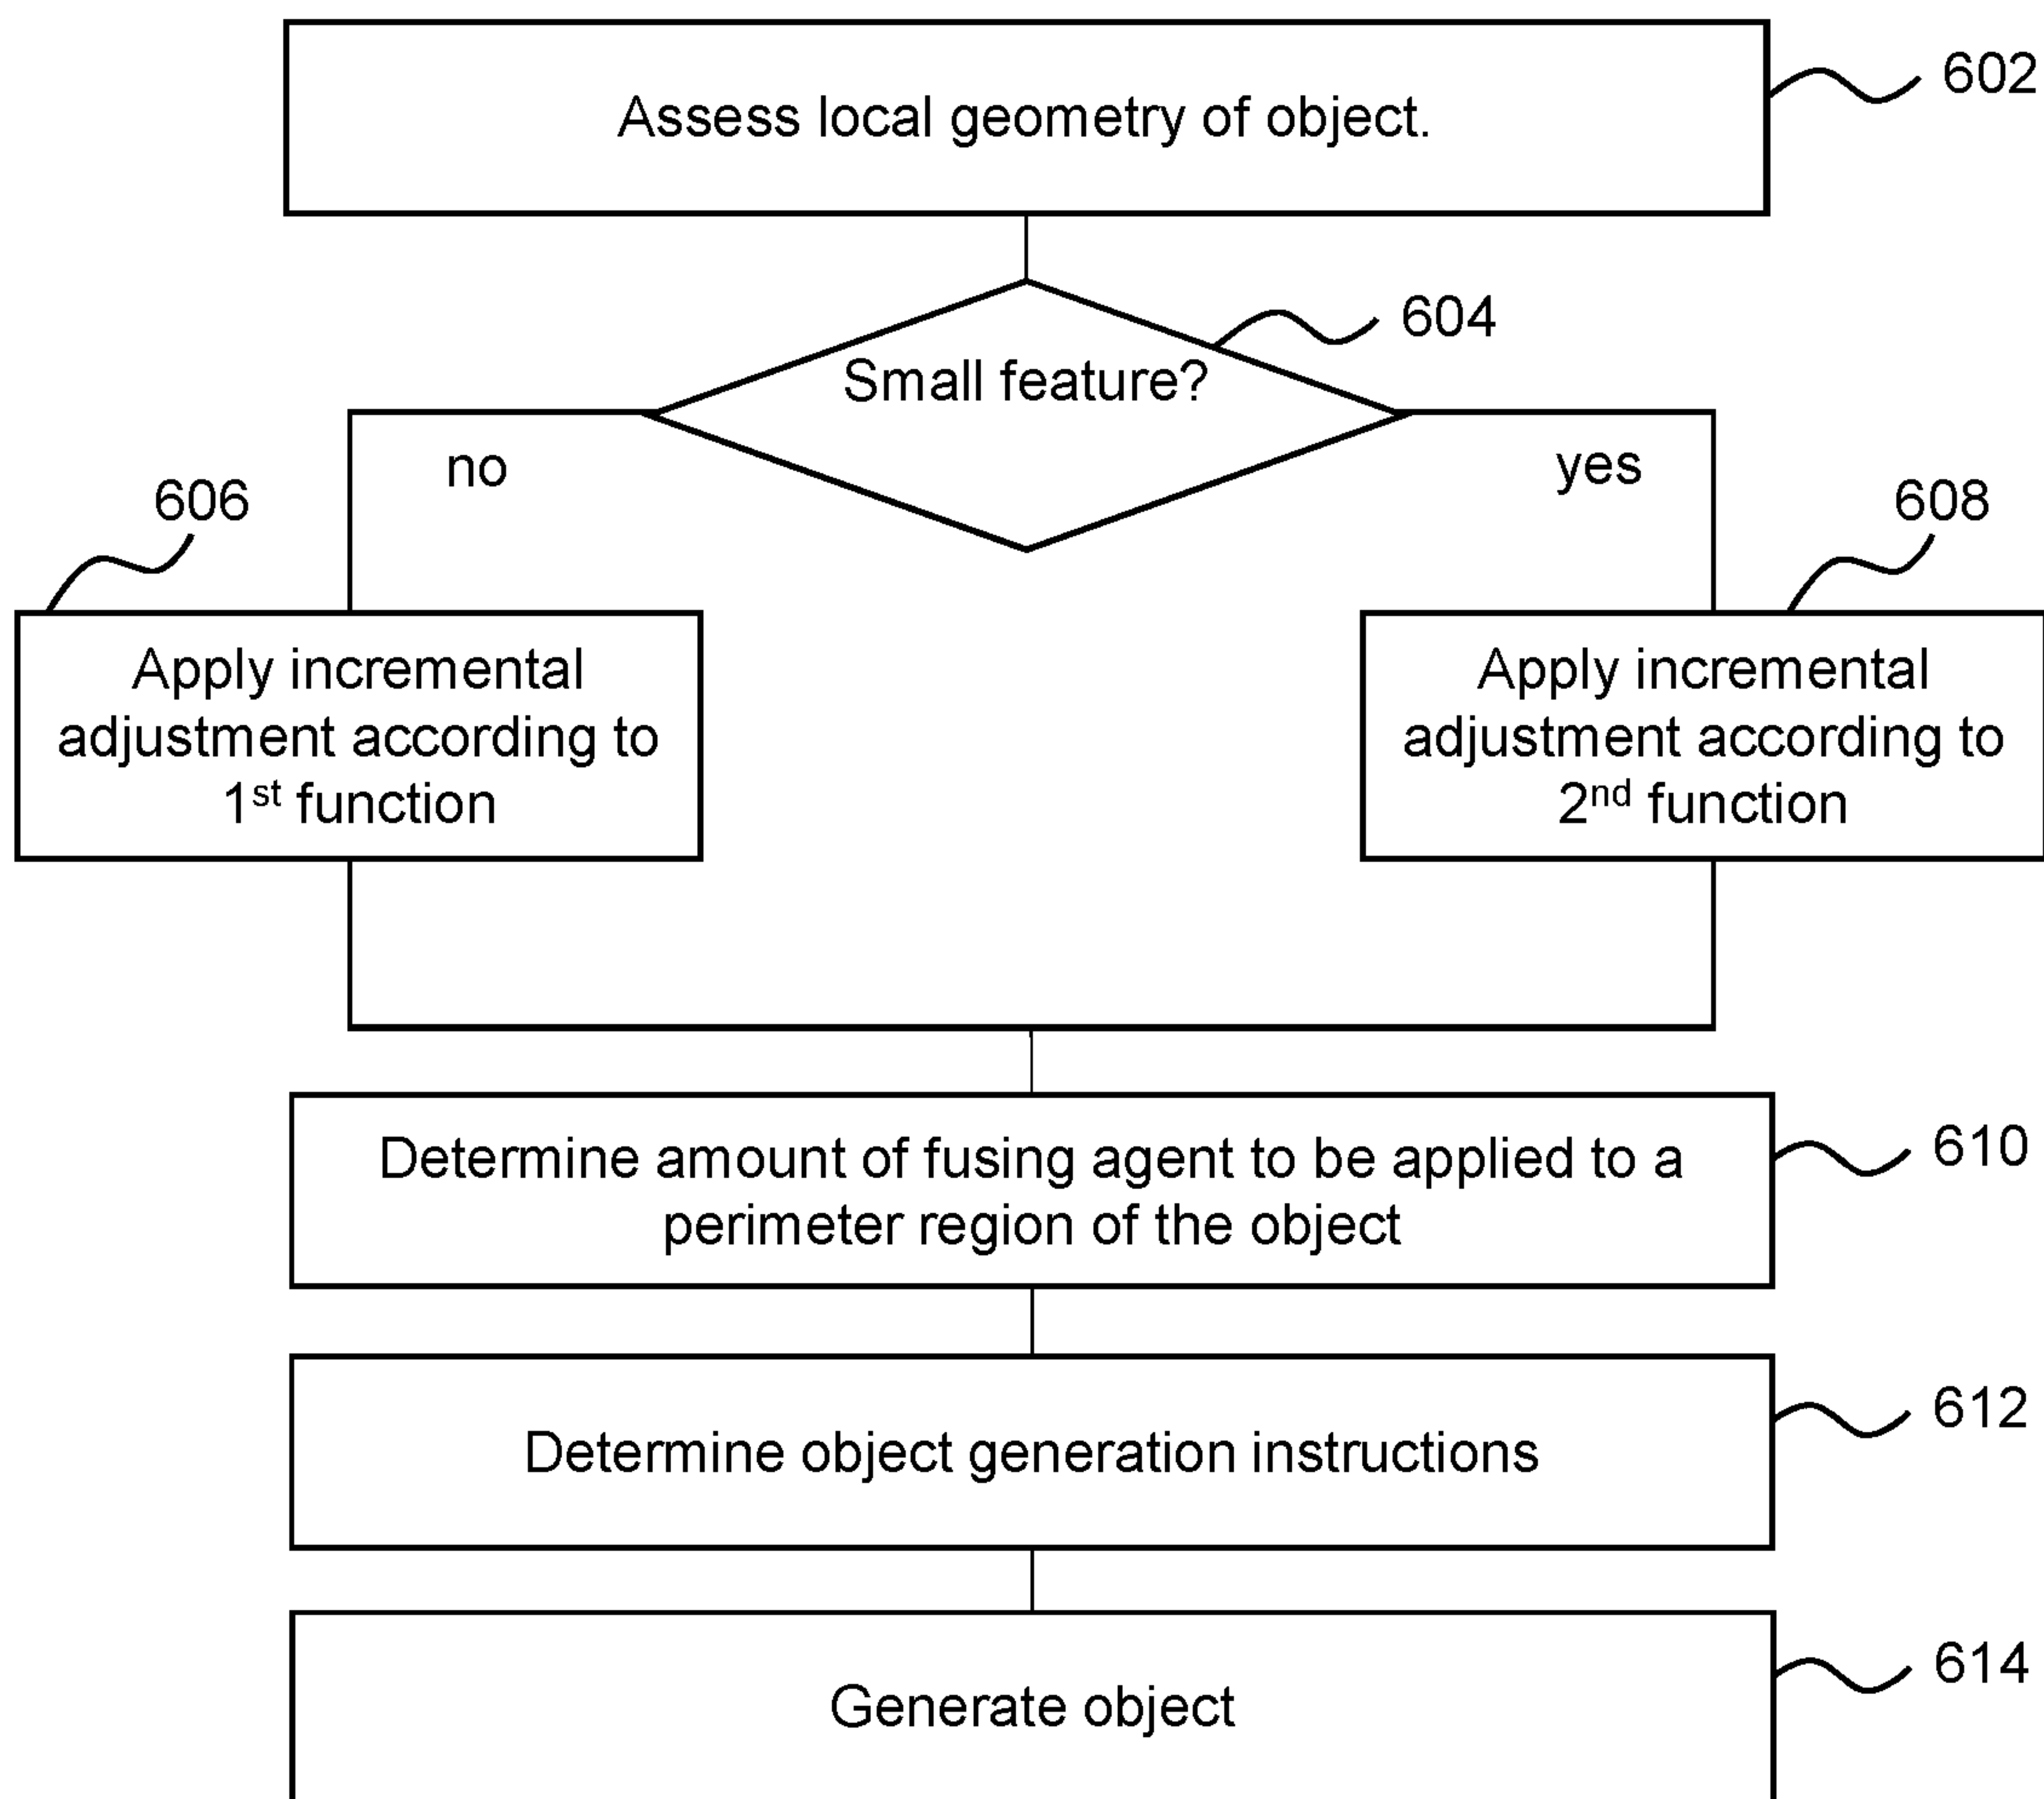 Assess local geometry of object.
602
Small feature?
604
no
yes
606
608
Apply incremental
adjustment according to
1st function
Apply incremental
adjustment according to
2nd function
Determine amount of fusing agent to be applied to a
perimeter region of the object
610
Determine object generation instructions
612
Generate object
614